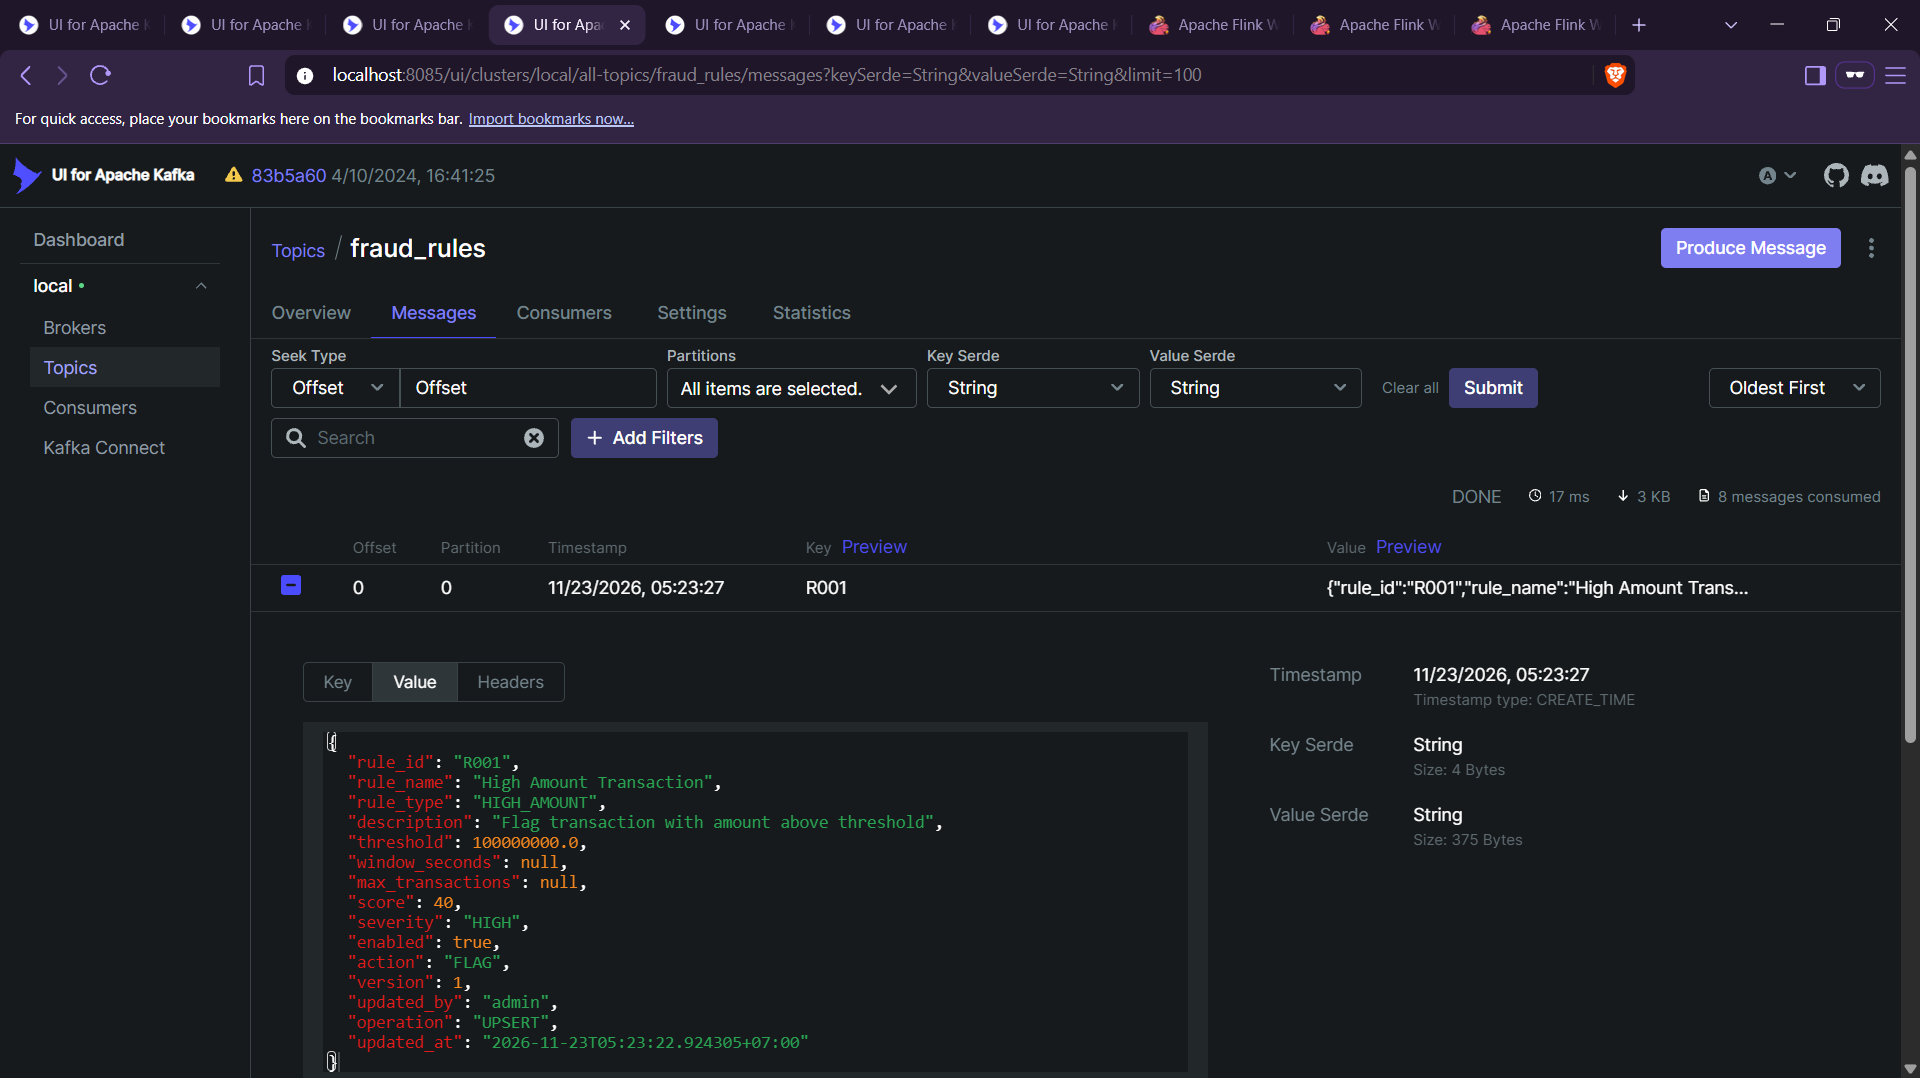 UI for Apache
UI for Apache
UI for Apache
UI for Apa
UI for Apache
UI for Apache
UI for Apache
Apache Flink W
Apache Flink W
Apache Flink W
localhost:8085/ui/clusters/local/all-topics/fraud_rules/messages?keySerde=String&valueSerde=String&limit=100
For quick access, place your bookmarks here on the bookmarks bar. Import bookmarks now...
UI for Apache Kafka
83b5a60 4/10/2024, 16:41:25
A
Dashboard
local
Brokers
Topics
Consumers
Kafka Connect
Topics / fraud_rules
Produce Message
Overview Messages Consumers Settings Statistics
Seek Type Partitions Key Serde Value Serde
Offset Offset All items are selected. String String Clear all Submit Oldest First
Search + Add Filters
DONE 17 ms 3 KB 8 messages consumed
Offset Partition Timestamp Key Preview Value Preview
0 0 11/23/2026, 05:23:27 R001 {"rule_id":"R001","rule_name":"High Amount Trans...
Key Value Headers
{
"rule_id": "R001",
"rule_name": "High Amount Transaction",
"rule_type": "HIGH_AMOUNT",
"description": "Flag transaction with amount above threshold",
"threshold": 100000000.0,
"window_seconds": null,
"max_transactions": null,
"score": 40,
"severity": "HIGH",
"enabled": true,
"action": "FLAG",
"version": 1,
"updated_by": "admin",
"operation": "UPSERT",
"updated_at": "2026-11-23T05:23:22.924305+07:00"
}
Timestamp 11/23/2026, 05:23:27
Timestamp type: CREATE_TIME
Key Serde String
Size: 4 Bytes
Value Serde String
Size: 375 Bytes